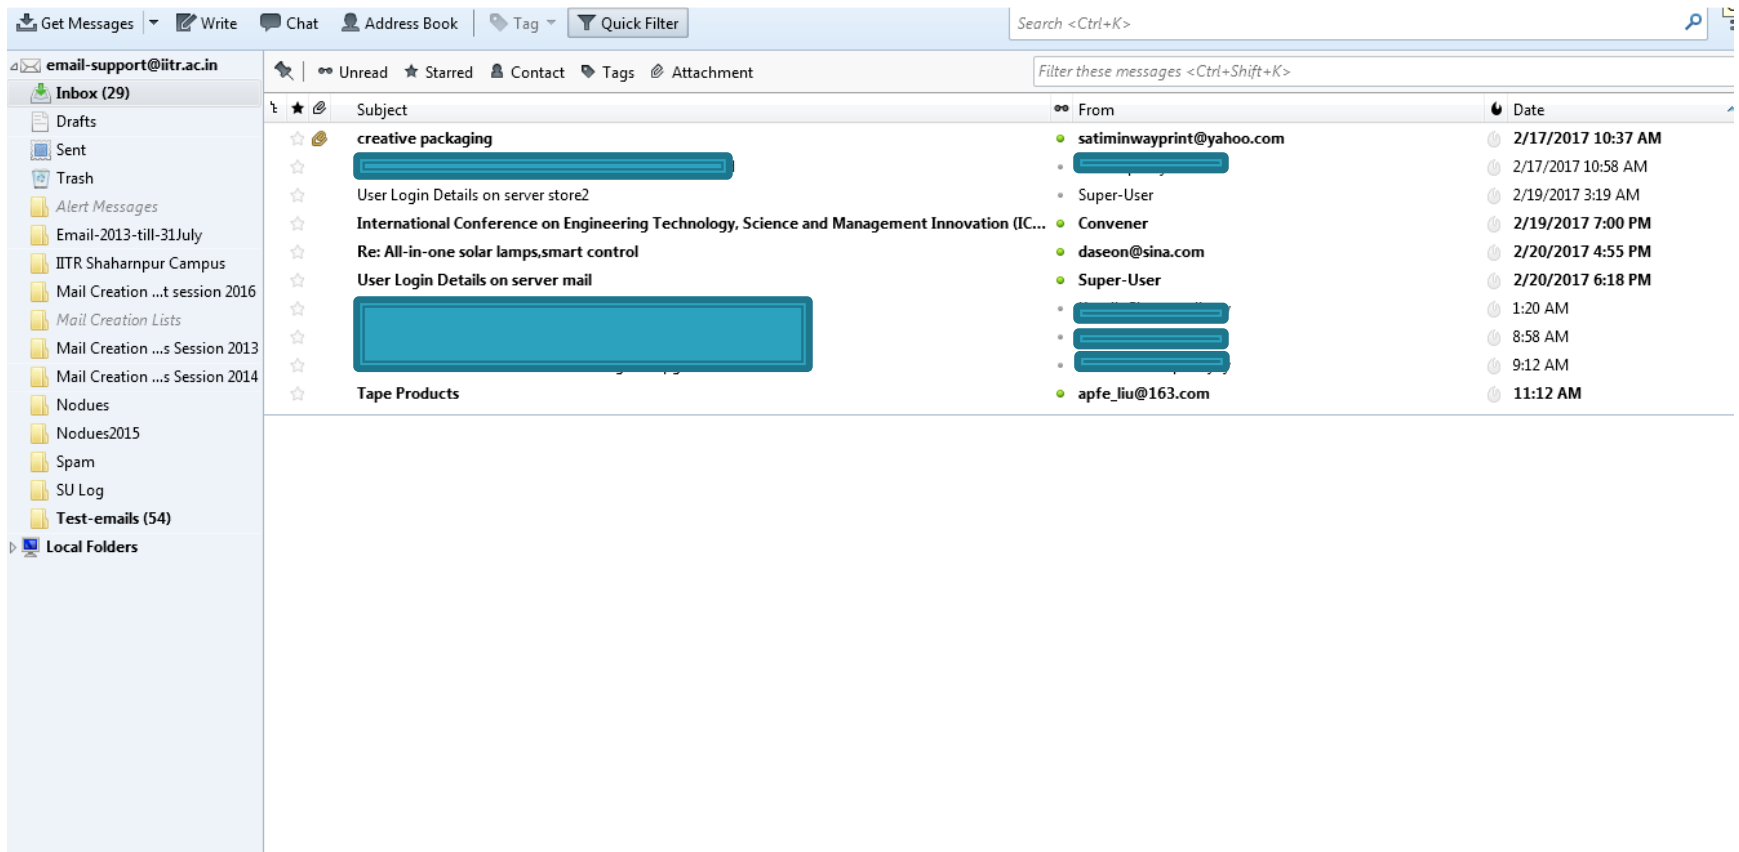 Get Messages Write Chat Address Book Tag Quick Filter Search <Ctrl+K>
email-support@iitr.ac.in
Inbox (29)
Drafts
Sent
Trash
Alert Messages
Email-2013-till-31July
IITR Shaharnpur Campus
Mail Creation ...t session 2016
Mail Creation Lists
Mail Creation ...s Session 2013
Mail Creation ...s Session 2014
Nodues
Nodues2015
Spam
SU Log
Test-emails (54)
Local Folders
Unread Starred Contact Tags Attachment Filter these messages <Ctrl+Shift+K>
Subject From Date
creative packaging satiminwayprint@yahoo.com 2/17/2017 10:37 AM
2/17/2017 10:58 AM
User Login Details on server store2 Super-User 2/19/2017 3:19 AM
International Conference on Engineering Technology, Science and Management Innovation (IC... Convener 2/19/2017 7:00 PM
Re: All-in-one solar lamps,smart control daseon@sina.com 2/20/2017 4:55 PM
User Login Details on server mail Super-User 2/20/2017 6:18 PM
1:20 AM
8:58 AM
9:12 AM
Tape Products apfe_liu@163.com 11:12 AM